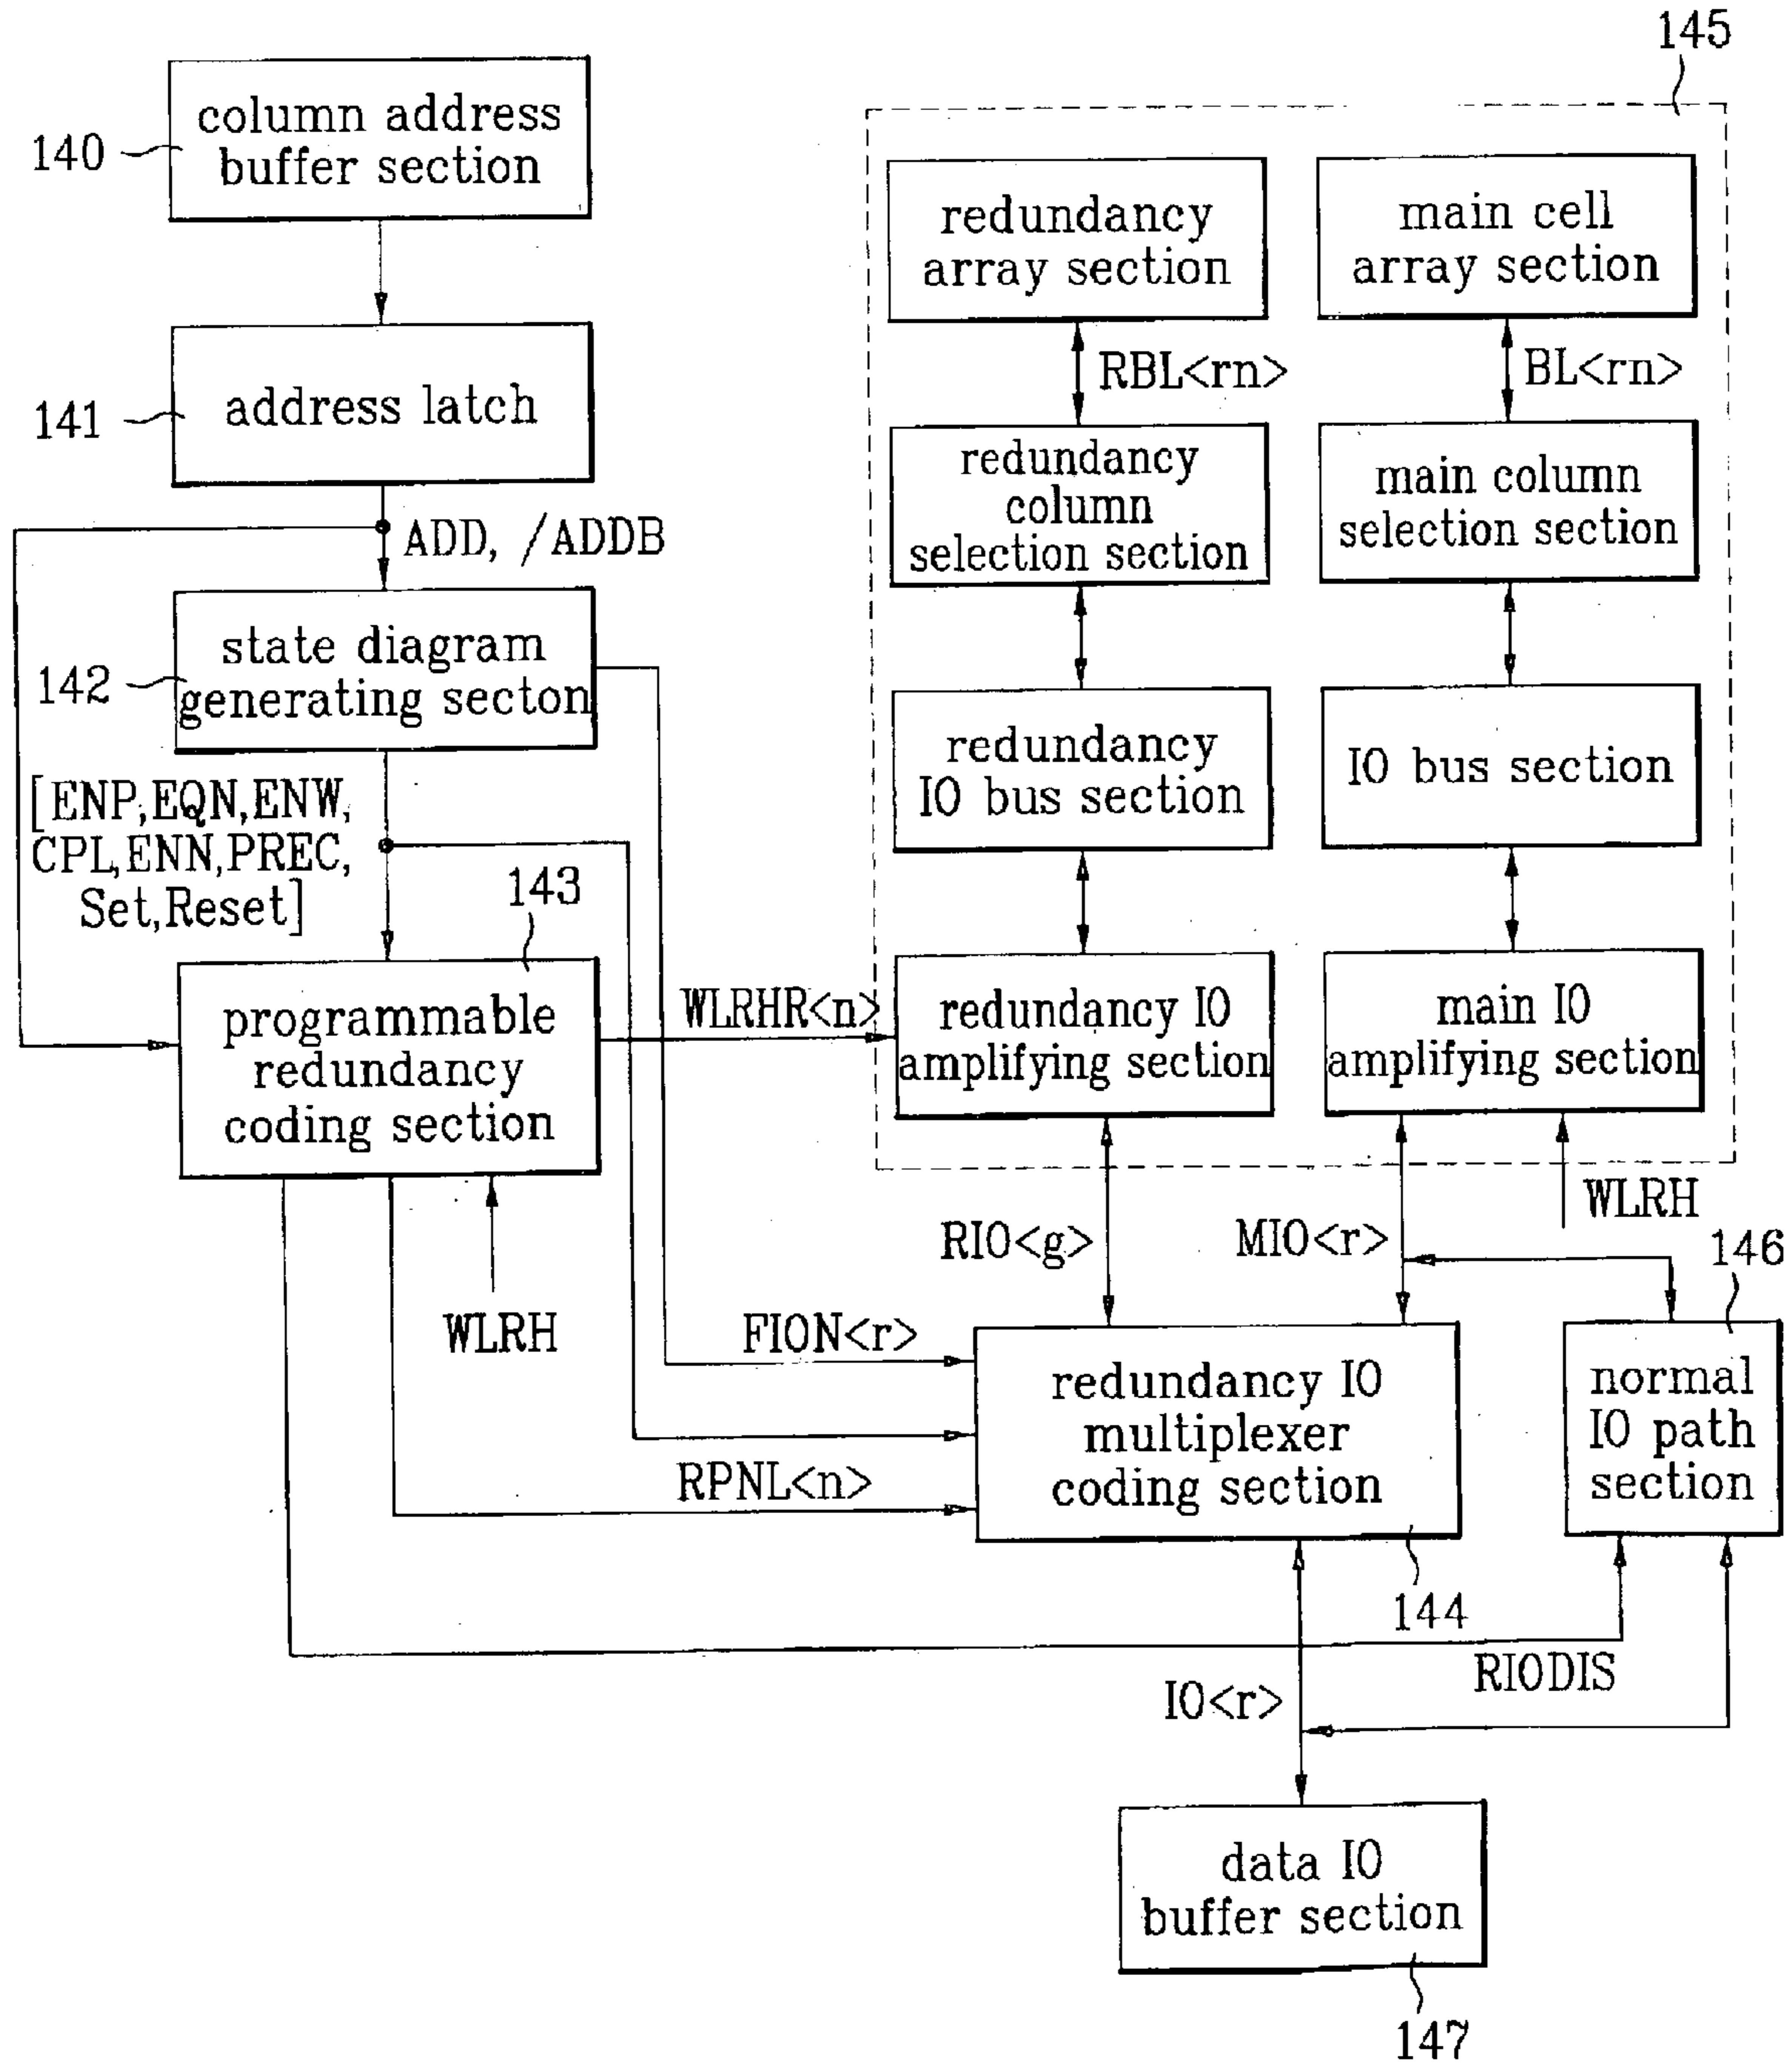 145
column address
buffer section
140
redundancy
array section
main cell
array section
RBL<rn>
BL<rn>
address latch
141
redundancy
column
selection section
main column
selection section
ADD, /ADDB
state diagram
generating secton
142
redundancy
IO bus section
IO bus section
[ENP,EQN,ENW,
CPL,ENN,PREC,
Set,Reset]
143
programmable
redundancy
coding section
WLRHR<n>
redundancy IO
amplifying section
main IO
amplifying section
WLRH
RIO<g>
MIO<r>
WLRH
146
FION<r>
redundancy IO
multiplexer
coding section
normal
IO path
section
RPNL<n>
144
RIODIS
IO<r>
data IO
buffer section
147